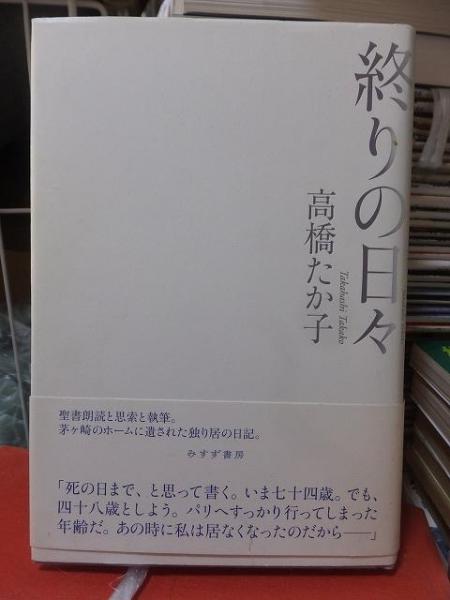 終りの日々
高橋たか子
Takahashi Takako
聖書朗読と思索と執筆。
茅ヶ崎のホームに遺された独り居の日記。
みすず書房
「死の日まで、と思って書く。いま七十四歳。でも、
四十八歳としよう。パリへすっかり行ってしまった
年齢だ。あの時に私は居なくなったのだから――」